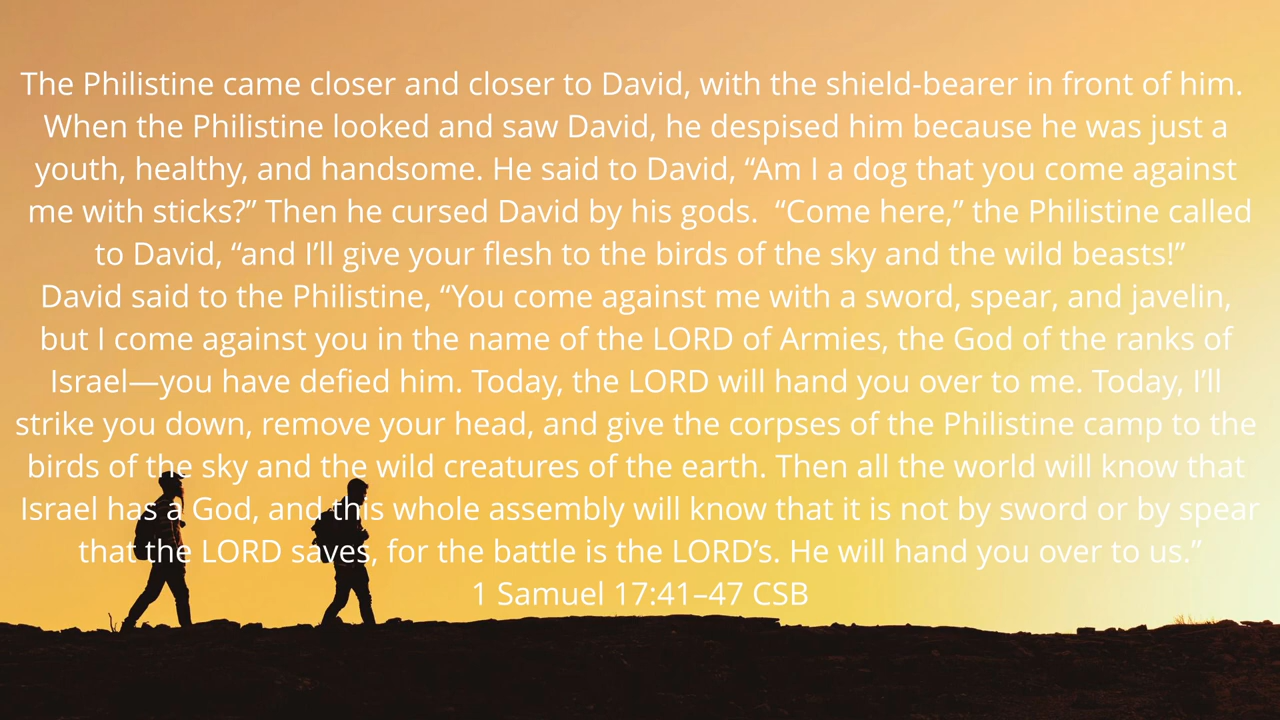 The Philistine came closer and closer to David, with the shield-bearer in front of him.
When the Philistine looked and saw David, he despised him because he was just a
youth, healthy, and handsome. He said to David, “Am I a dog that you come against
me with sticks?” Then he cursed David by his gods.  “Come here,” the Philistine called
to David, “and I’ll give your flesh to the birds of the sky and the wild beasts!”
David said to the Philistine, “You come against me with a sword, spear, and javelin,
but I come against you in the name of the LORD of Armies, the God of the ranks of
Israel—you have defied him. Today, the LORD will hand you over to me. Today, I’ll
strike you down, remove your head, and give the corpses of the Philistine camp to the
birds of the sky and the wild creatures of the earth. Then all the world will know that
Israel has a God, and this whole assembly will know that it is not by sword or by spear
that the LORD saves, for the battle is the LORD’s. He will hand you over to us.”
1 Samuel 17:41–47 CSB